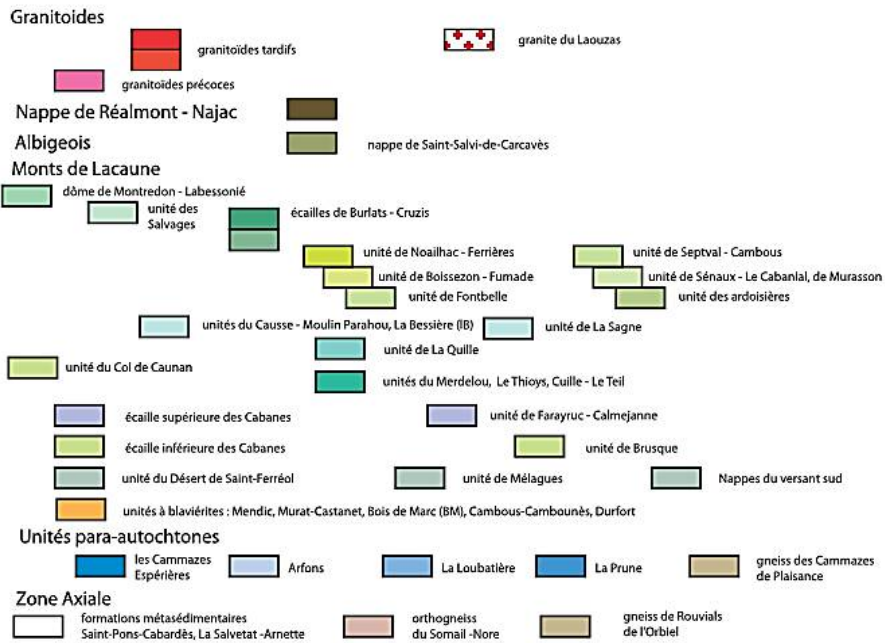 Granitoides
granitoïdes tardifs
granite du Laouzas
granitoïdes précoces
Nappe de Réalmont - Najac
Albigeois
nappe de Saint-Salvi-de-Carcavès
Monts de Lacaune
dôme de Montredon - Labessonié
unité des
Salvages
écailles de Burlats - Cruzis
unité de Noailhac - Ferrières
unité de Septval - Cambous
unité de Boissezon - Fumade
unité de Sénaux - Le Cabanial, de Murasson
unité de Fontbelle
unité des ardoisières
unités du Causse - Moulin Parahou, La Bessière (lB)
unité de La Sagne
unité de La Quille
unité du Col de Caunan
unités du Merdelou, Le Thioys, Cuille - Le Teil
écaille supérieure des Cabanes
unité de Farayruc - Calmejanne
écaille inférieure des Cabanes
unité de Brusque
unité du Désert de Saint-Ferréol
unité de Mélagues
Nappes du versant sud
unités à blaviérites : Mendic, Murat-Castanet, Bois de Marc (BM), Cambous-Cambounès, Durfort
Unités para-autochtones
les Cammazes
Espérières
Arfons
La Loubatière
La Prune
gneiss des Cammazes
de Plaisance
Zone Axiale
formations métasédimentaires
Saint-Pons-Cabardès, La Salvetat -Arnette
orthogneiss
du Somail -Nore
gneiss de Rouvials
de l'Orbiel